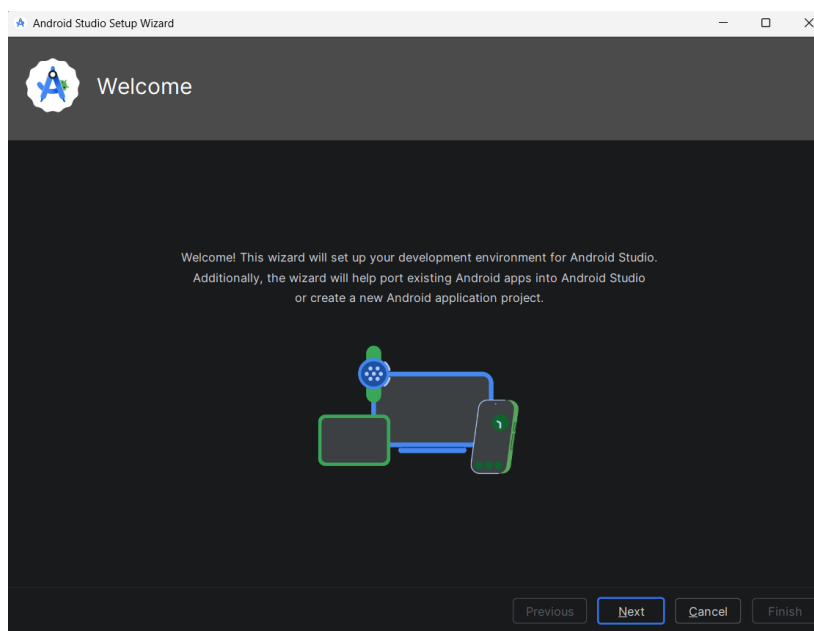 Android Studio Setup Wizard
Welcome
Welcome! This wizard will set up your development environment for Android Studio.
Additionally, the wizard will help port existing Android apps into Android Studio
or create a new Android application project.
Previous Next Cancel Finish